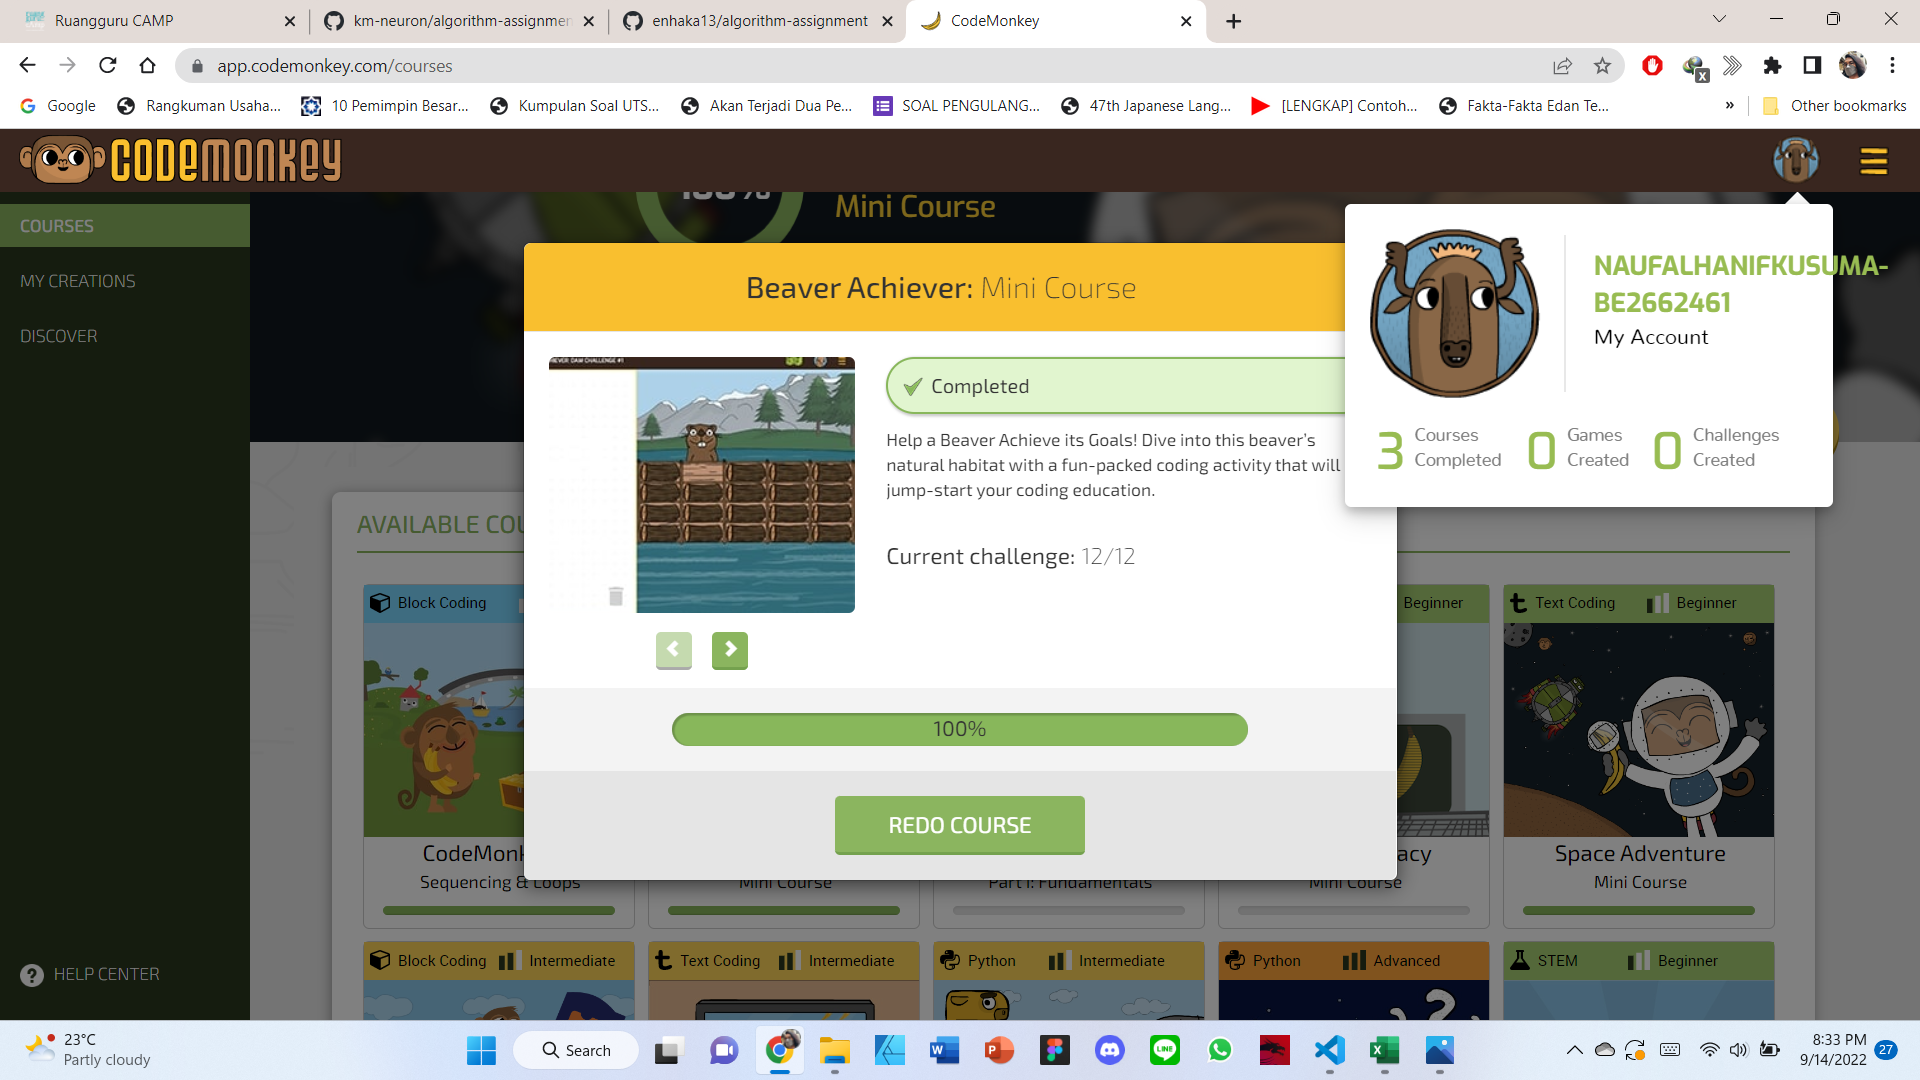 Ruangguru CAMP
km-neuron/algorithm-assignmen
enhaka13/algorithm-assignment
CodeMonkey
app.codemonkey.com/courses
Google
Rangkuman Usaha...
10 Pemimpin Besar...
Kumpulan Soal UTS...
Akan Terjadi Dua Pe...
SOAL PENGULANG...
47th Japanese Lang...
[LENGKAP] Contoh...
Fakta-Fakta Edan Te...
»
Other bookmarks
CODEMONKEY
COURSES
MY CREATIONS
DISCOVER
HELP CENTER
100%
Mini Course
Beaver Achiever: Mini Course
Completed
Help a Beaver Achieve its Goals! Dive into this beaver's
natural habitat with a fun-packed coding activity that will
jump-start your coding education.
Current challenge: 12/12
100%
REDO COURSE
NAUFALHANIFKUSUMA-
BE2662461
My Account
3 Courses Completed
0 Games Created
0 Challenges Created
AVAILABLE COU
Block Coding
Beginner
Text Coding
Beginner
CodeMonk
Sequencing & Loops
Mini Course
Part 1: Fundamentals
acy
Mini Course
Space Adventure
Mini Course
Block Coding
Intermediate
Text Coding
Intermediate
Python
Intermediate
Python
Advanced
STEM
Beginner
23°C
Partly cloudy
Search
LINE
8:33 PM
9/14/2022
27